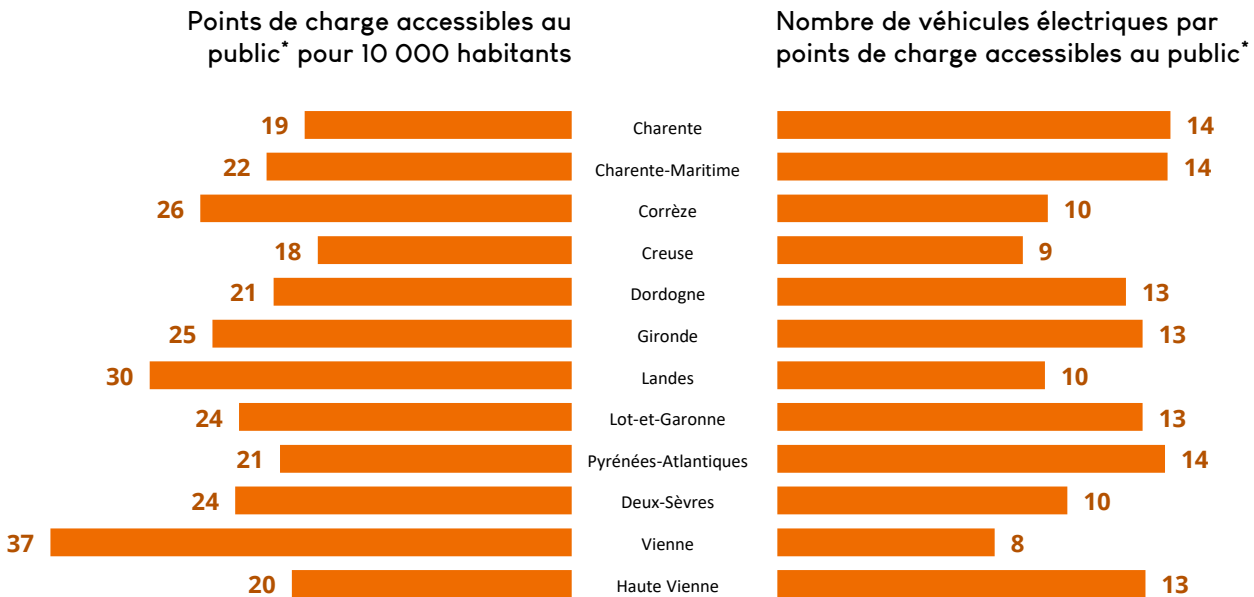 Points de charge accessibles au
public* pour 10 000 habitants
Nombre de véhicules électriques par
points de charge accessibles au public*
19 Charente 14
22 Charente-Maritime 14
26 Corrèze 10
18 Creuse 9
21 Dordogne 13
25 Gironde 13
30 Landes 10
24 Lot-et-Garonne 13
21 Pyrénées-Atlantiques 14
24 Deux-Sèvres 10
37 Vienne 8
20 Haute Vienne 13